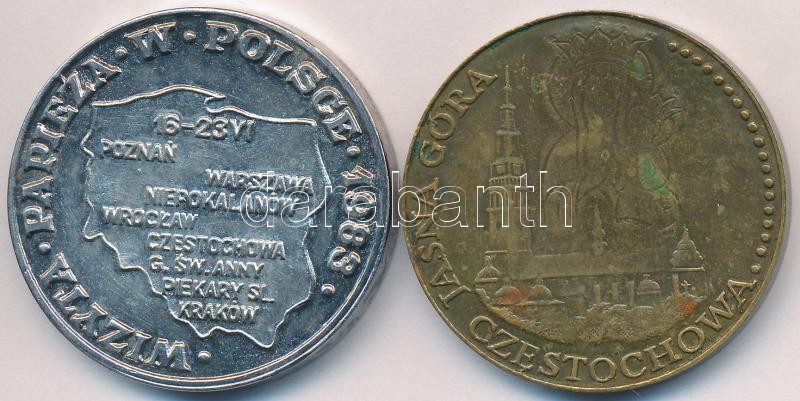 WIZYTA · PAPIEŻA · W · POLSCE · 1983 ·
16-23 VI
POZNAŃ
WARSZAWA
NIEPOKALANÓW
WROCŁAW
CZĘSTOCHOWA
G. ŚW. ANNY
PIEKARY ŚL.
KRAKÓW
JASNA GÓRA
CZĘSTOCHOWA
darabanth